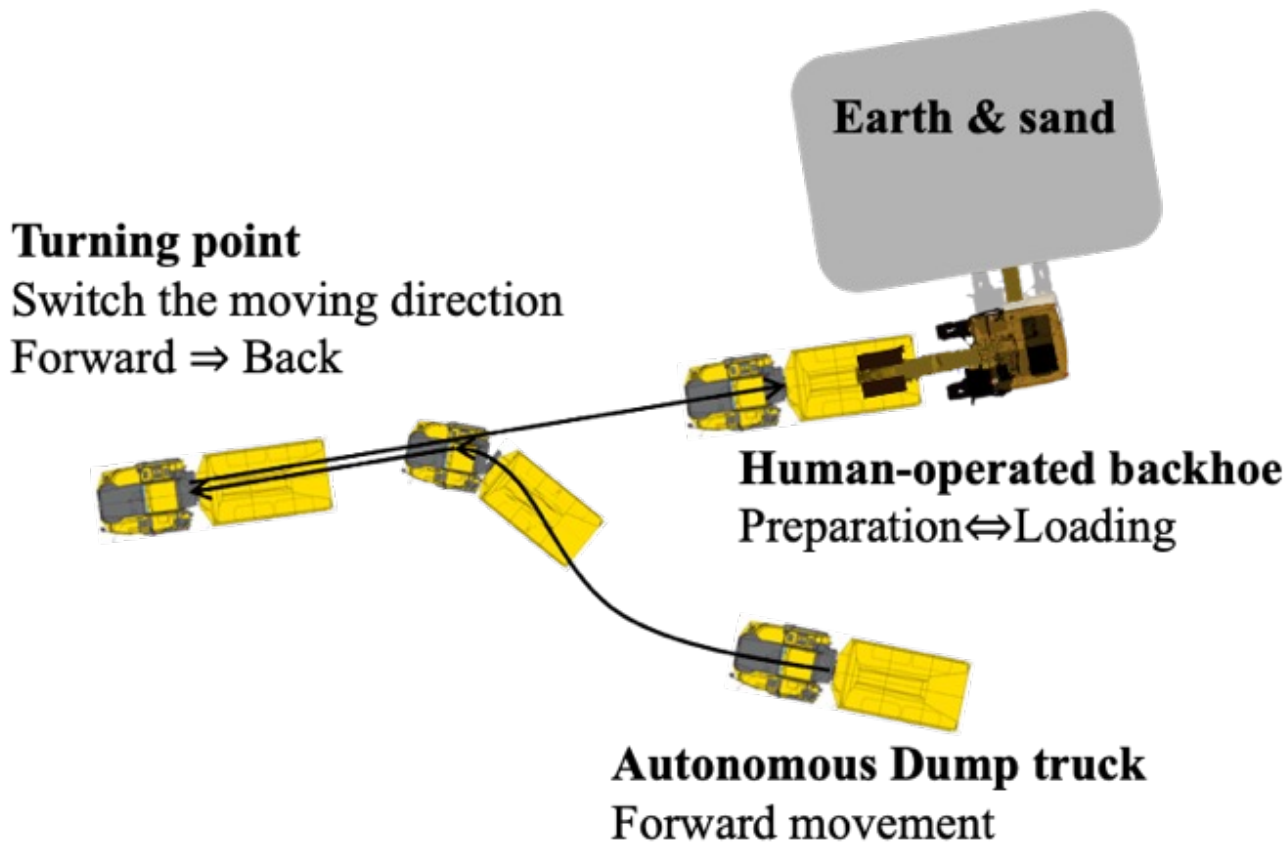 Earth & sand
Turning point
Switch the moving direction
Forward ⇒ Back
Human-operated backhoe
Preparation⇔Loading
Autonomous Dump truck
Forward movement